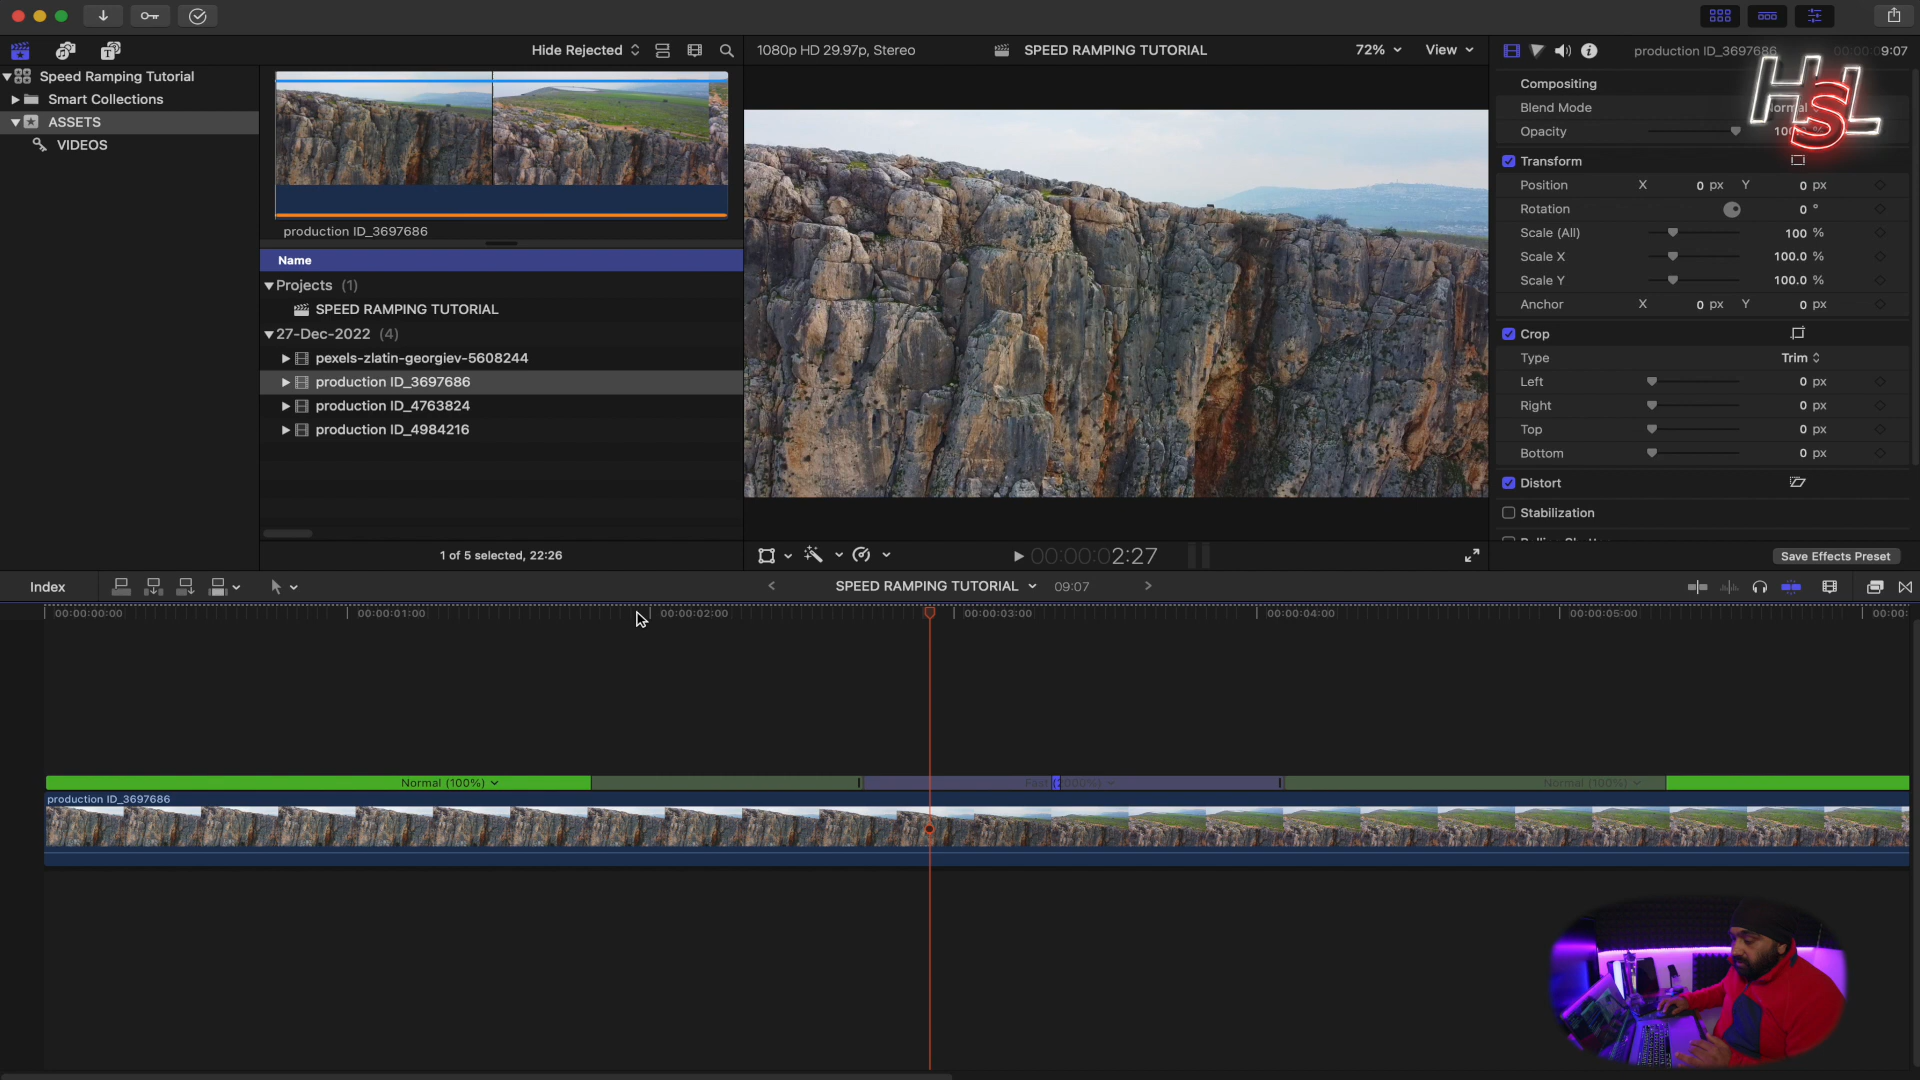 Hide Rejected
1080p HD 29.97p, Stereo
SPEED RAMPING TUTORIAL
72%
View
production ID_3697686
9:07
HSL
Speed Ramping Tutorial
Smart Collections
ASSETS
VIDEOS
production ID_3697686
Name
Projects (1)
SPEED RAMPING TUTORIAL
27-Dec-2022 (4)
pexels-zlatin-georgiev-5608244
production ID_3697686
production ID_4763824
production ID_4984216
1 of 5 selected, 22:26
00:00:02:27
Compositing
Blend Mode
Normal
Opacity
Transform
Position X 0 px Y 0 px
Rotation 0 °
Scale (All) 100 %
Scale X 100.0 %
Scale Y 100.0 %
Anchor X 0 px Y 0 px
Crop
Type Trim
Left 0 px
Right 0 px
Top 0 px
Bottom 0 px
Distort
Stabilization
Save Effects Preset
Index
SPEED RAMPING TUTORIAL
09:07
00:00:00:00
00:00:01:00
00:00:02:00
00:00:03:00
00:00:04:00
00:00:05:00
00:00:
Normal (100%)
Fast
Normal (100%)
production ID_3697686